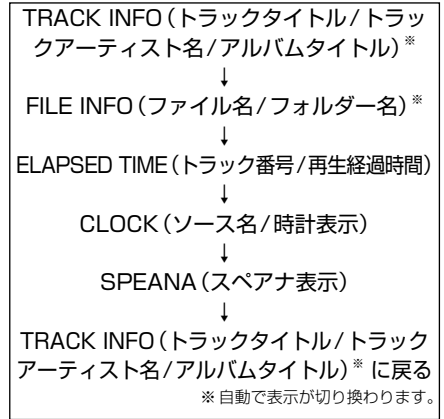 TRACK INFO（トラックタイトル/トラッ
クアーティスト名/アルバムタイトル）※
↓
FILE INFO（ファイル名/フォルダー名）※
↓
ELAPSED TIME（トラック番号/再生経過時間）
↓
CLOCK（ソース名/時計表示）
↓
SPEANA（スペアナ表示）
↓
TRACK INFO（トラックタイトル/トラック
アーティスト名/アルバムタイトル）※ に戻る
※ 自動で表示が切り換わります。